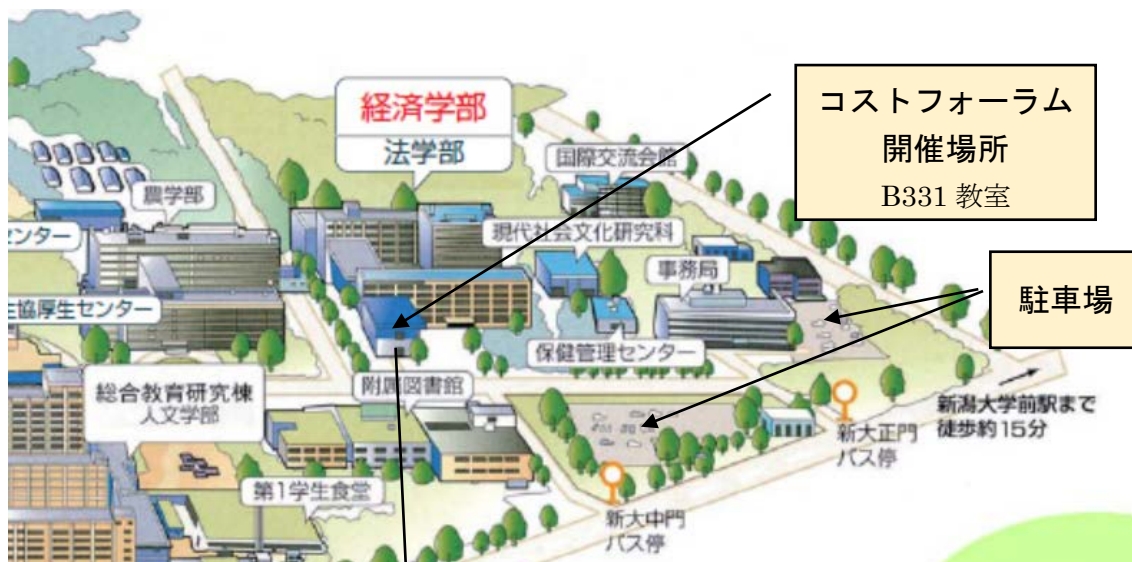 経済学部
法学部
コストフォーラム
開催場所
B331 教室
国際交流会館
農学部
現代社会文化研究科
センター
事務局
駐車場
生協厚生センター
保健管理センター
総合教育研究棟
人文学部
附属図書館
新潟大学前駅まで
徒歩約15分
新大正門
バス停
第1学生食堂
新大中門
バス停